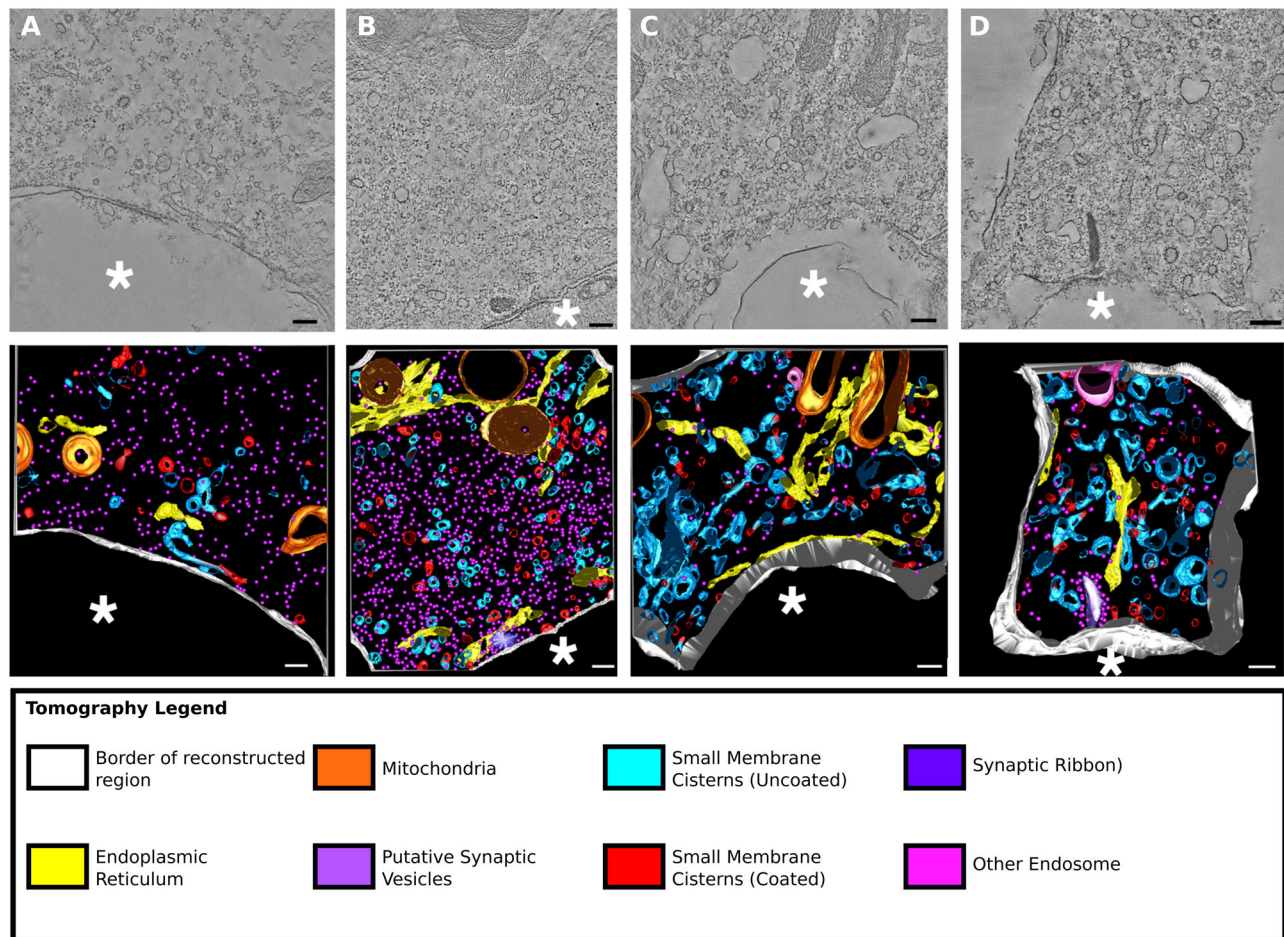 A
B
C
D
Tomography Legend
Border of reconstructed
region
Mitochondria
Small Membrane
Cisterns (Uncoated)
Synaptic Ribbon)
Endoplasmic
Reticulum
Putative Synaptic
Vesicles
Small Membrane
Cisterns (Coated)
Other Endosome